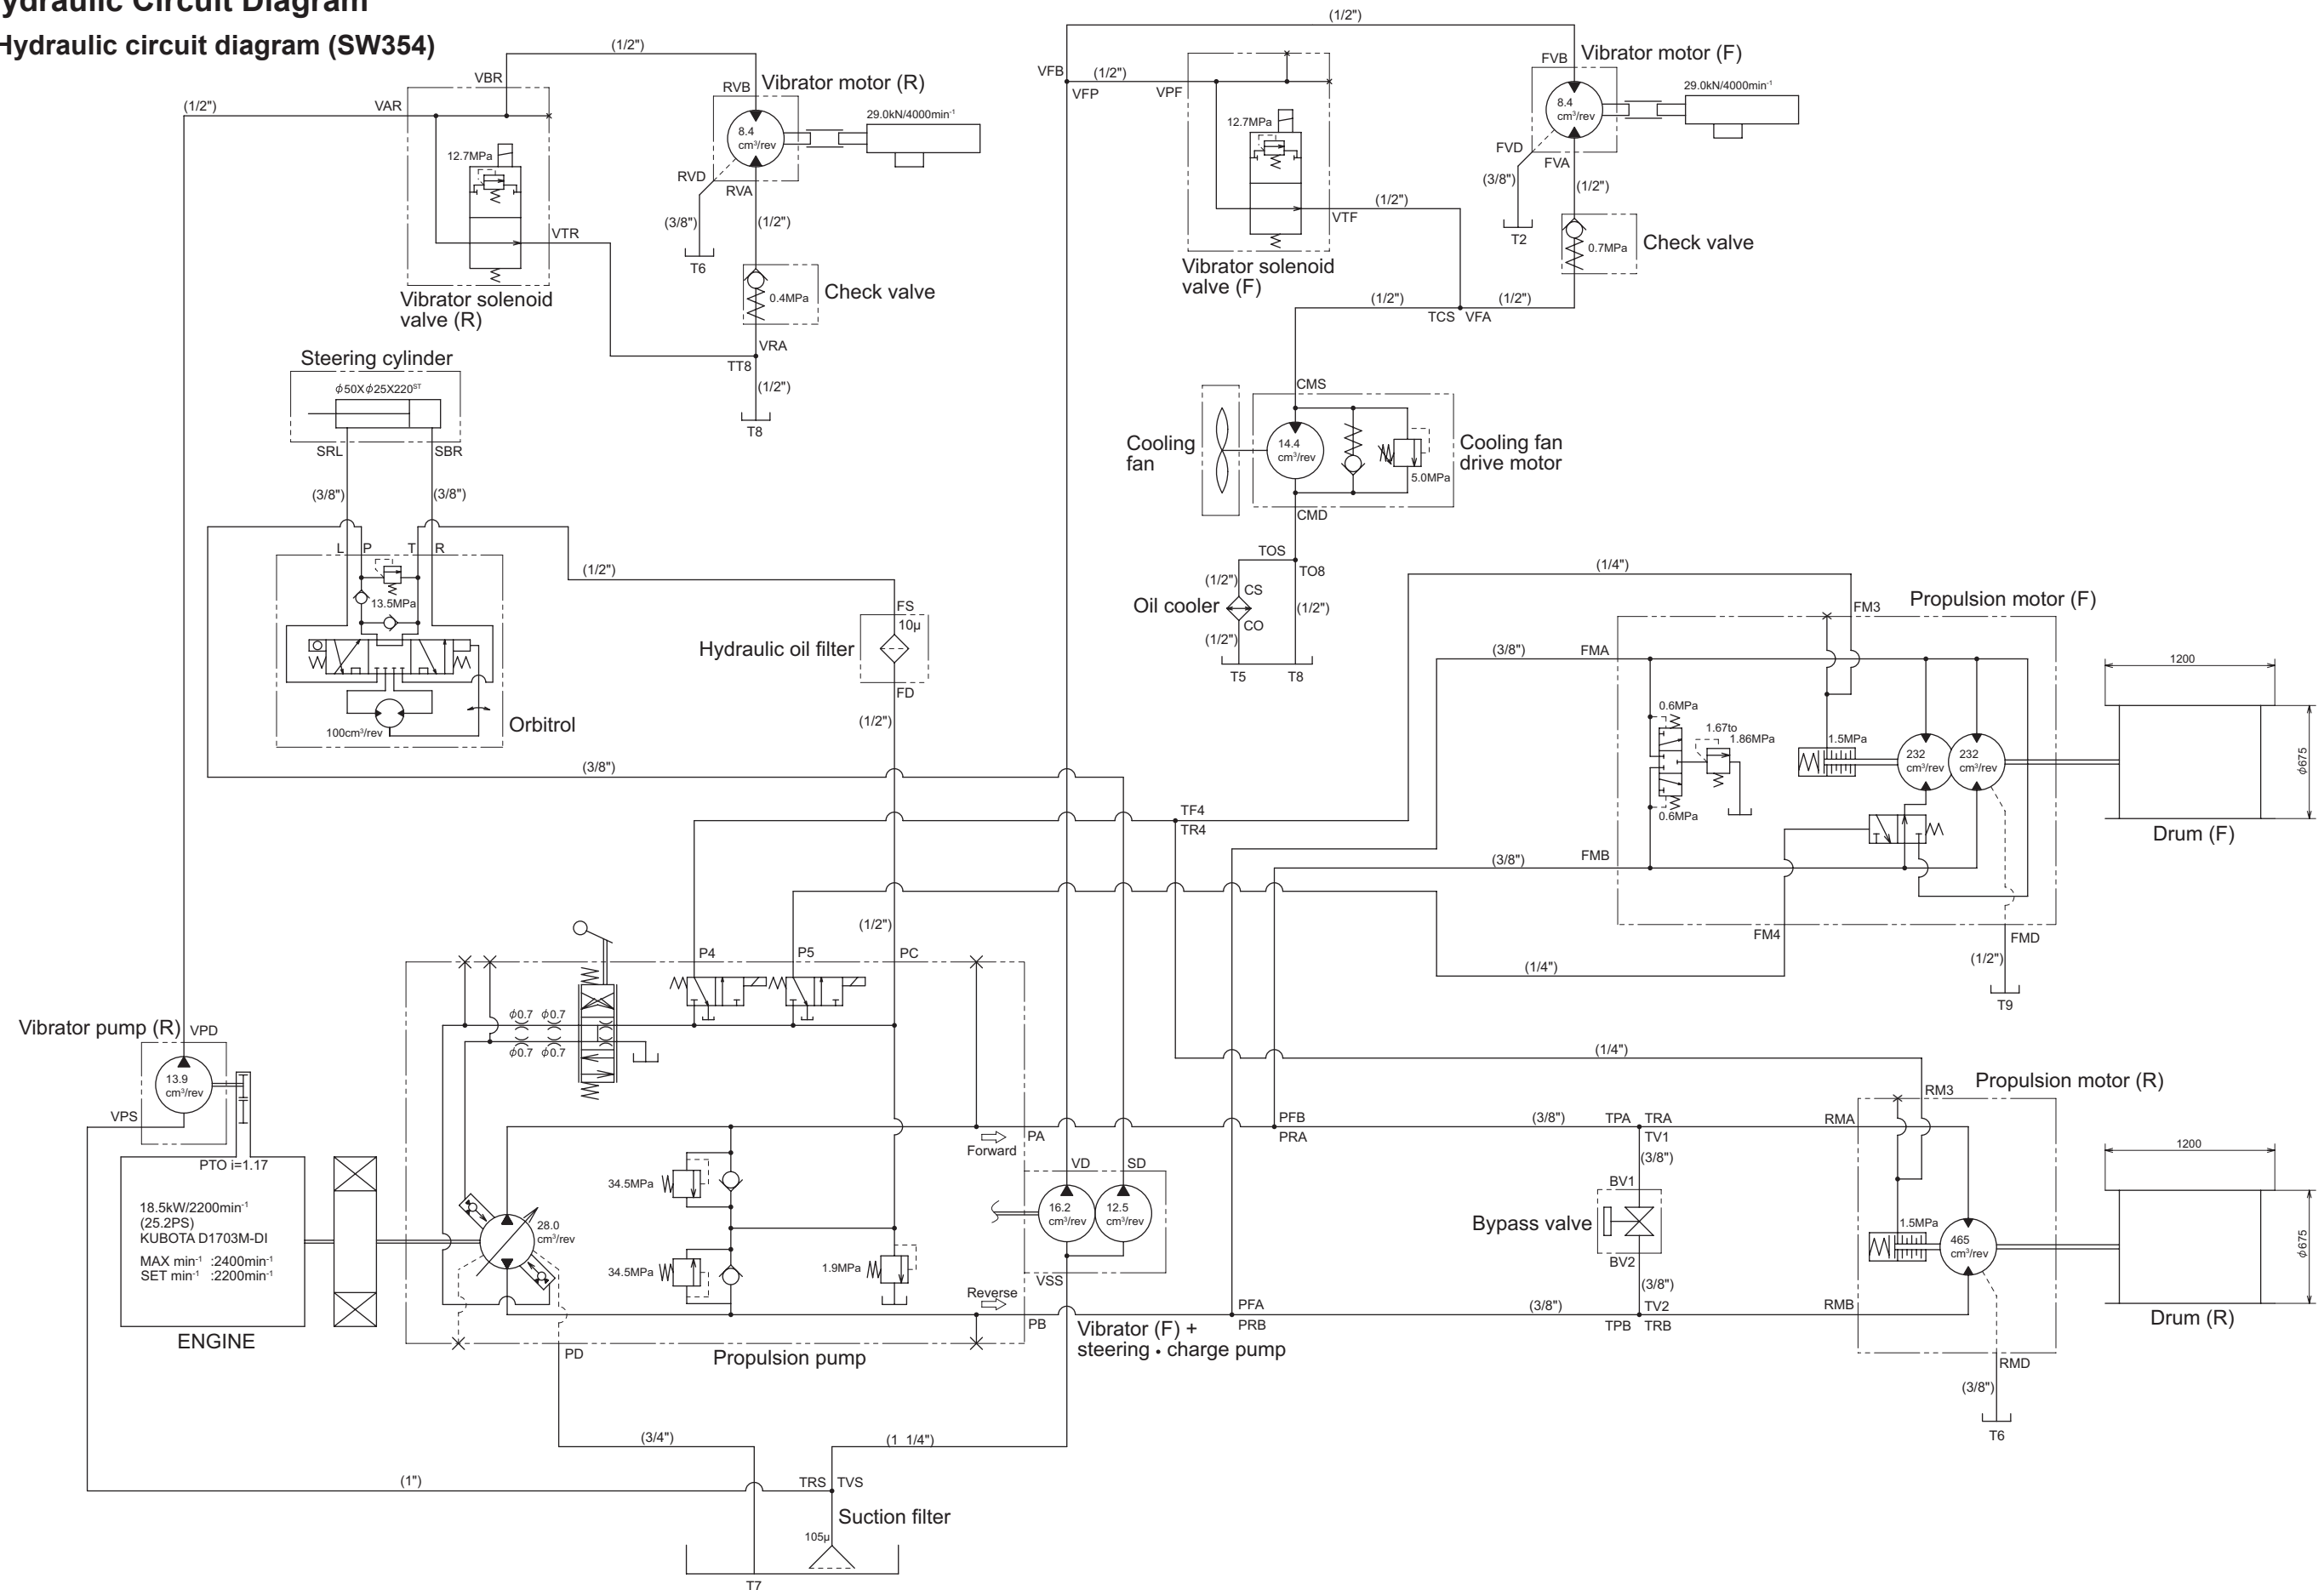 ydraulic Circuit Diagram
Hydraulic circuit diagram (SW354)
(1/2")
VBR
(1/2")
VAR
12.7MPa
VTR
Vibrator solenoid
valve (R)
Vibrator motor (R)
RVB
8.4
cm³/rev
29.0kN/4000min⁻¹
RVD
RVA
(3/8")
(1/2")
T6
0.4MPa
Check valve
VRA
TT8
(1/2")
T8
(1/2")
VFB
(1/2")
VFP
VPF
12.7MPa
VTF
(1/2")
Vibrator solenoid
valve (F)
Vibrator motor (F)
FVB
8.4
cm³/rev
29.0kN/4000min⁻¹
FVD
FVA
(3/8")
(1/2")
T2
0.7MPa
Check valve
(1/2")
(1/2")
TCS
VFA
CMS
Cooling
fan
14.4
cm³/rev
5.0MPa
Cooling fan
drive motor
CMD
TOS
TO8
(1/2")
CS
Oil cooler
CO
(1/2")
(1/2")
T5
T8
Steering cylinder
ϕ50Xϕ25X220ST
SRL
SBR
(3/8")
(3/8")
L
P
T
R
13.5MPa
100cm³/rev
Orbitrol
(1/2")
FS
10µ
Hydraulic oil filter
FD
(1/2")
(3/8")
TF4
TR4
(1/4")
FM3
Propulsion motor (F)
(3/8")
FMA
0.6MPa
1.67to
1.86MPa
0.6MPa
1.5MPa
232
cm³/rev
232
cm³/rev
(3/8")
FMB
FM4
FMD
(1/4")
(1/2")
T9
1200
ϕ675
Drum (F)
(1/2")
P4
P5
PC
ϕ0.7
ϕ0.7
ϕ0.7
ϕ0.7
Vibrator pump (R)
VPD
13.9
cm³/rev
VPS
PTO i=1.17
18.5kW/2200min⁻¹
(25.2PS)
KUBOTA D1703M-DI
MAX min⁻¹ :2400min⁻¹
SET min⁻¹ :2200min⁻¹
ENGINE
28.0
cm³/rev
34.5MPa
34.5MPa
1.9MPa
PA
Forward
Reverse
PB
PD
Propulsion pump
VD
SD
16.2
cm³/rev
12.5
cm³/rev
VSS
Vibrator (F) +
steering • charge pump
PFB
PRA
PFA
PRB
(1/4")
(3/8")
TPA
TRA
TV1
(3/8")
BV1
Bypass valve
BV2
(3/8")
(3/8")
TV2
TPB
TRB
Propulsion motor (R)
RM3
RMA
1.5MPa
465
cm³/rev
RMB
RMD
(3/8")
T6
1200
ϕ675
Drum (R)
(3/4")
(1 1/4")
(1")
TRS
TVS
Suction filter
105µ
T7